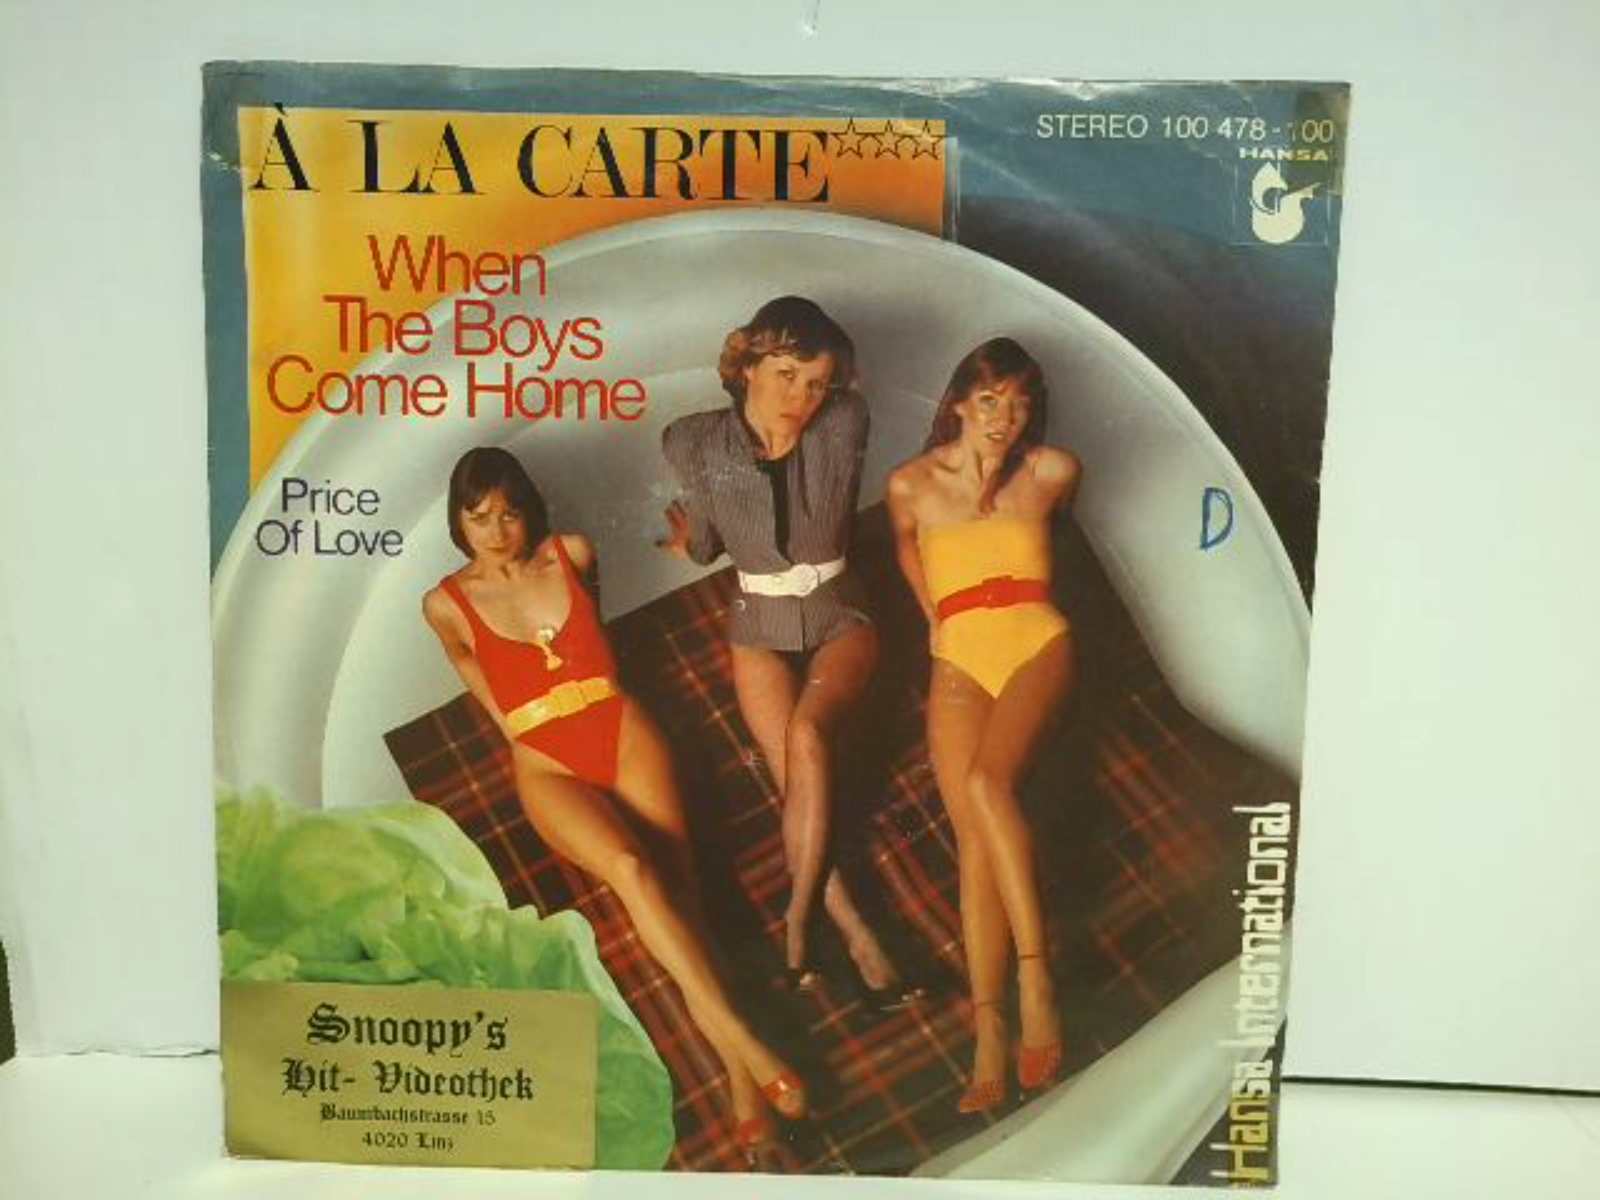 À LA CARTE☆☆☆
STEREO 100 478-100
HANSA
When
The Boys
Come Home
Price
Of Love
D
Hansa International
Snoopy's
Hit- Videothek
Baumbachstrasse 15
4020 Linz